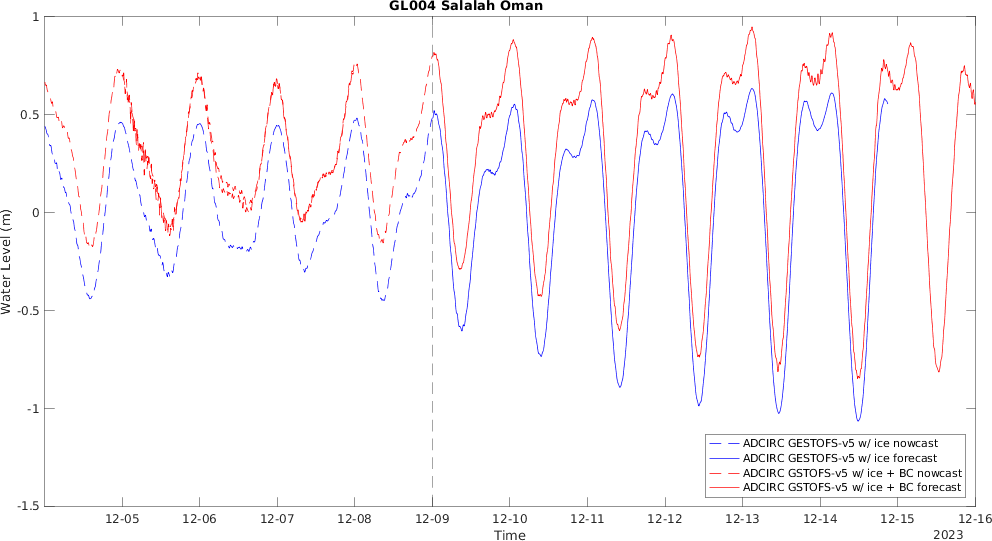 GL004 Salalah Oman
1
0.5
0
-0.5
-1
-1.5
Water Level (m)
12-05
12-06
12-07
12-08
12-09
12-10
12-11
12-12
12-13
12-14
12-15
12-16
Time
2023
ADCIRC GESTOFS-v5 w/ ice nowcast
ADCIRC GESTOFS-v5 w/ ice forecast
ADCIRC GSTOFS-v5 w/ ice + BC nowcast
ADCIRC GSTOFS-v5 w/ ice + BC forecast